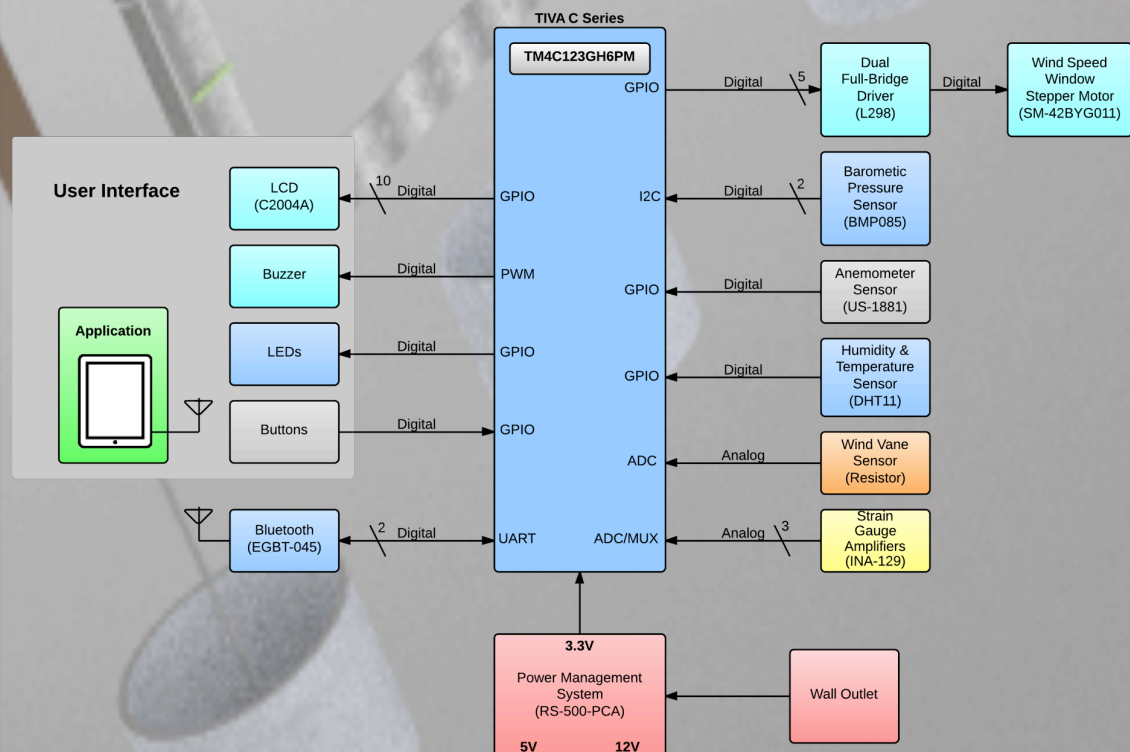 TIVA C Series
TM4C123GH6PM
GPIO
Digital
5
Dual
Full-Bridge
Driver
(L298)
Digital
Wind Speed
Window
Stepper Motor
(SM-42BYG011)
User Interface
LCD
(C2004A)
10
Digital
GPIO
I2C
Digital
2
Barometic
Pressure
Sensor
(BMP085)
Buzzer
Digital
PWM
GPIO
Digital
Anemometer
Sensor
(US-1881)
Application
LEDs
Digital
GPIO
GPIO
Digital
Humidity &
Temperature
Sensor
(DHT11)
Buttons
Digital
GPIO
ADC
Analog
Wind Vane
Sensor
(Resistor)
Bluetooth
(EGBT-045)
2
Digital
UART
ADC/MUX
Analog
3
Strain
Gauge
Amplifiers
(INA-129)
3.3V
Power Management
System
(RS-500-PCA)
5V
12V
Wall Outlet